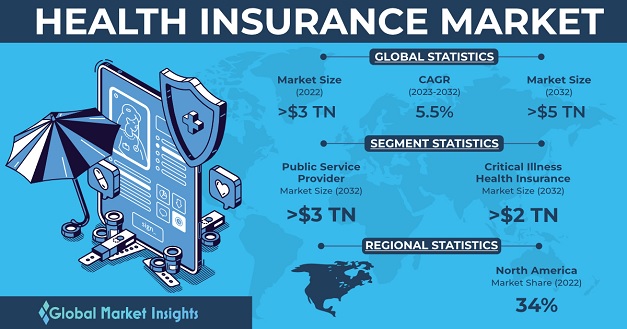 HEALTH INSURANCE MARKET
GLOBAL STATISTICS
Market Size
(2022)
>$3 TN
CAGR
(2023-2032)
5.5%
Market Size
(2032)
>$5 TN
SEGMENT STATISTICS
Public Service
Provider
Market Size (2032)
>$3 TN
Critical Illness
Health Insurance
Market Size (2032)
>$2 TN
REGIONAL STATISTICS
North America
Market Share (2022)
34%
sign
Global Market Insights